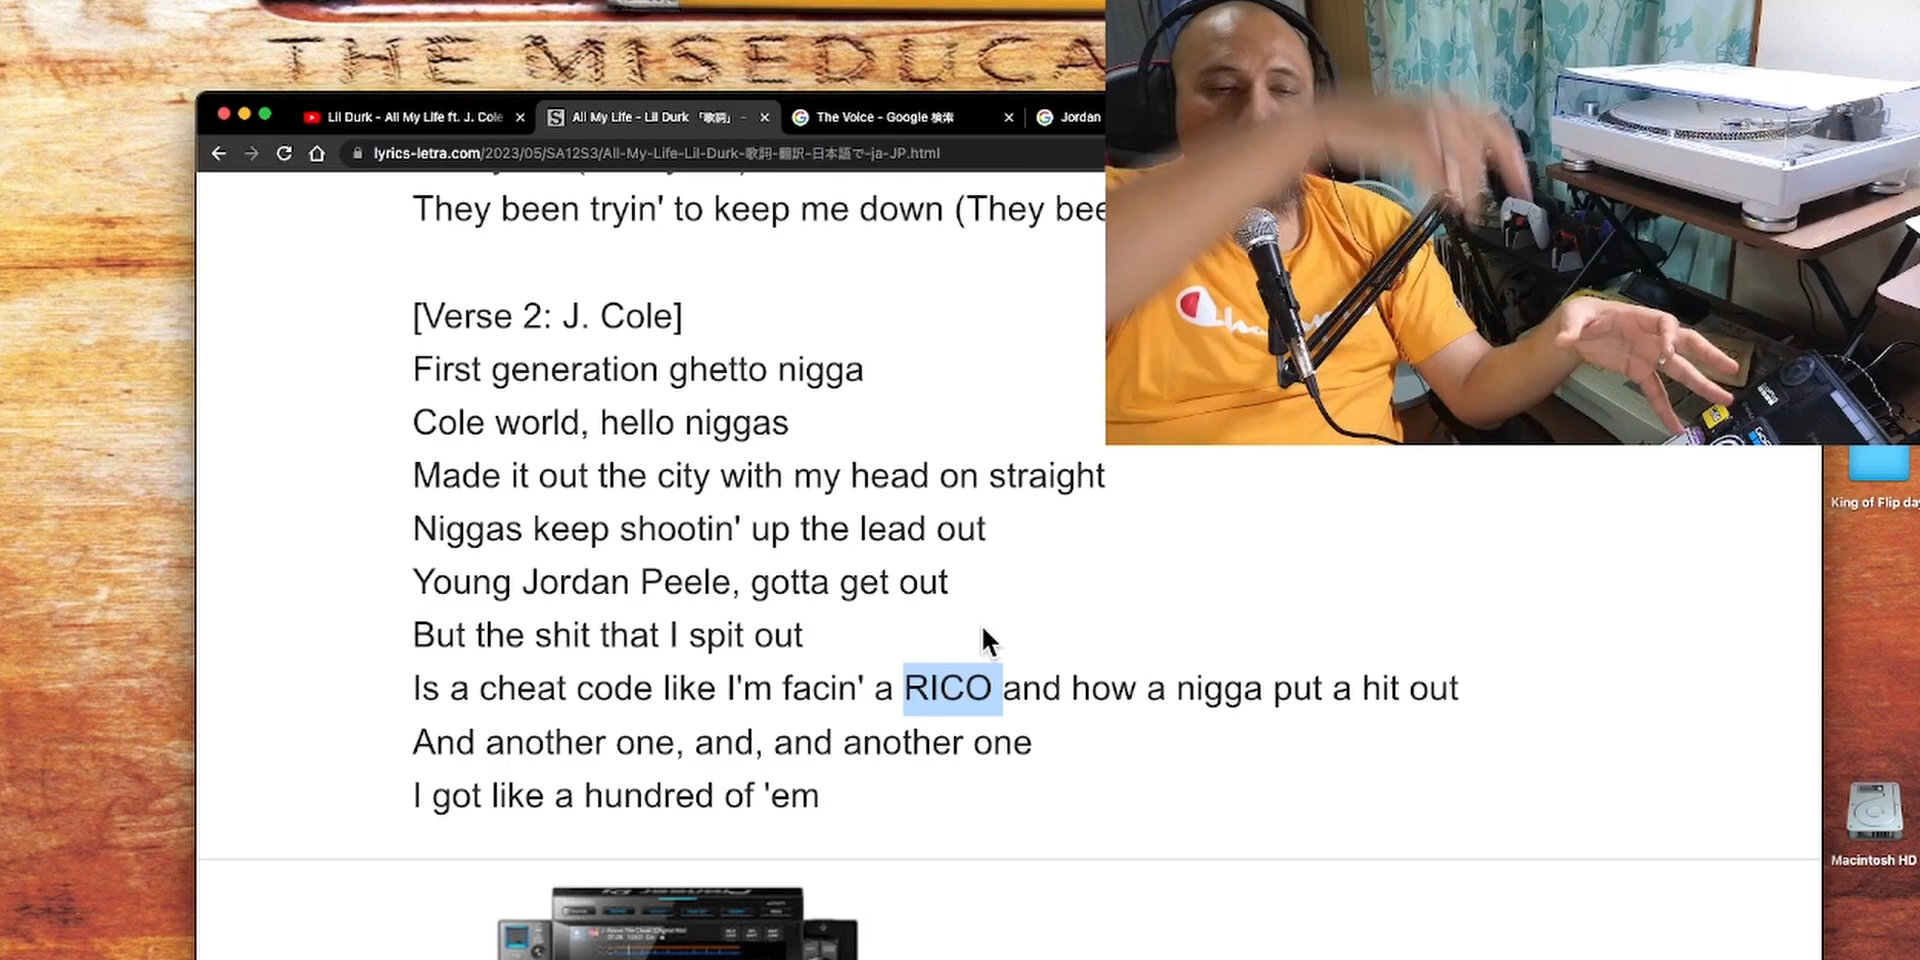 THE MISEDUCA
Lil Durk - All My Life ft. J. Cole
All My Life - Lil Durk 「歌詞」 -
The Voice - Google 検索
Jordan
lyrics-letra.com/2023/05/SA12S3/All-My-Life-Lil-Durk-歌詞-翻訳-日本語で-ja-JP.html
They been tryin' to keep me down (They bee
[Verse 2: J. Cole]
First generation ghetto nigga
Cole world, hello niggas
Made it out the city with my head on straight
Niggas keep shootin' up the lead out
Young Jordan Peele, gotta get out
But the shit that I spit out
Is a cheat code like I'm facin' a RICO and how a nigga put a hit out
And another one, and, and another one
I got like a hundred of 'em
King of Flip day
Macintosh HD